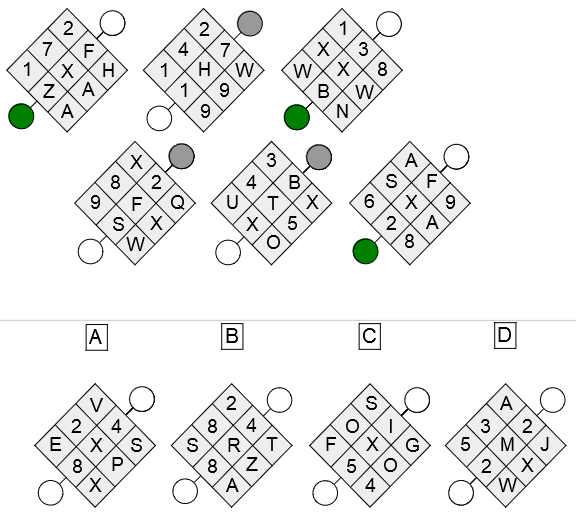 2
7 F
1 X H
Z A
A
2
4 7
1 H W
1 9
9
1
X 3
W X 8
B W
N
X
8 2
9 F Q
S X
W
3
4 B
U T X
X 5
O
A
S F
6 X 9
2 A
8
A B C D
V
2 4
E X S
8 P
X
2
8 4
S R T
8 Z
A
S
O I
F X G
5 O
4
A
3 2
5 M J
2 X
W